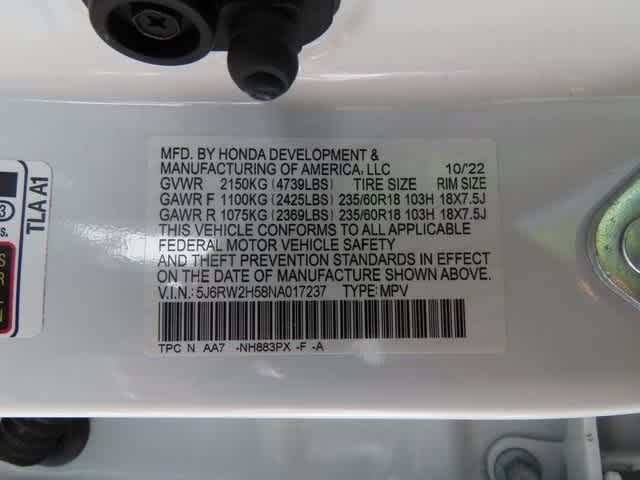 MFD. BY HONDA DEVELOPMENT &
MANUFACTURING OF AMERICA, LLC 10/'22
GVWR 2150KG (4739LBS) TIRE SIZE RIM SIZE
GAWR F 1100KG (2425LBS) 235/60R18 103H 18X7.5J
GAWR R 1075KG (2369LBS) 235/60R18 103H 18X7.5J
THIS VEHICLE CONFORMS TO ALL APPLICABLE
FEDERAL MOTOR VEHICLE SAFETY
AND THEFT PREVENTION STANDARDS IN EFFECT
ON THE DATE OF MANUFACTURE SHOWN ABOVE.
V.I.N.: 5J6RW2H58NA017237 TYPE: MPV
TPC N AA7 -NH883PX -F -A
TLA A1